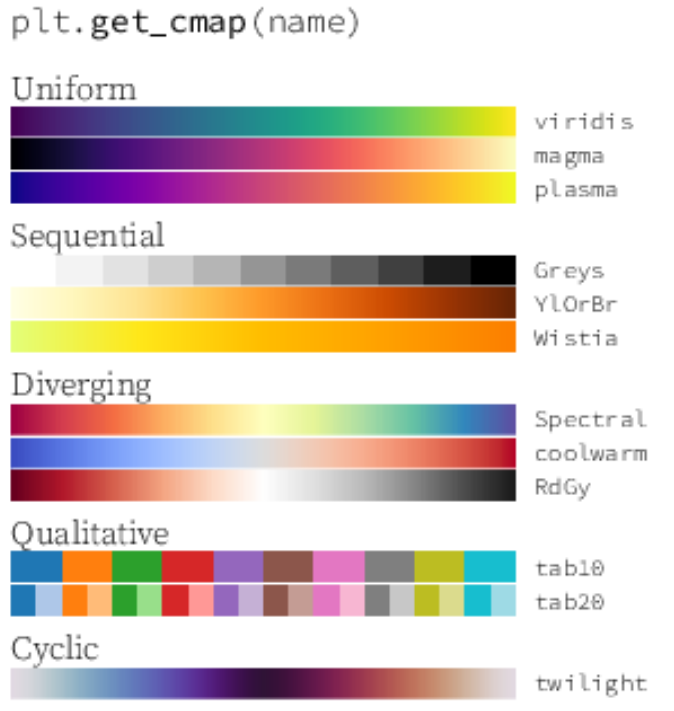 plt.get_cmap(name)
Uniform
viridis
magma
plasma
Sequential
Greys
YlOrBr
Wistia
Diverging
Spectral
coolwarm
RdGy
Qualitative
tab10
tab20
Cyclic
twilight